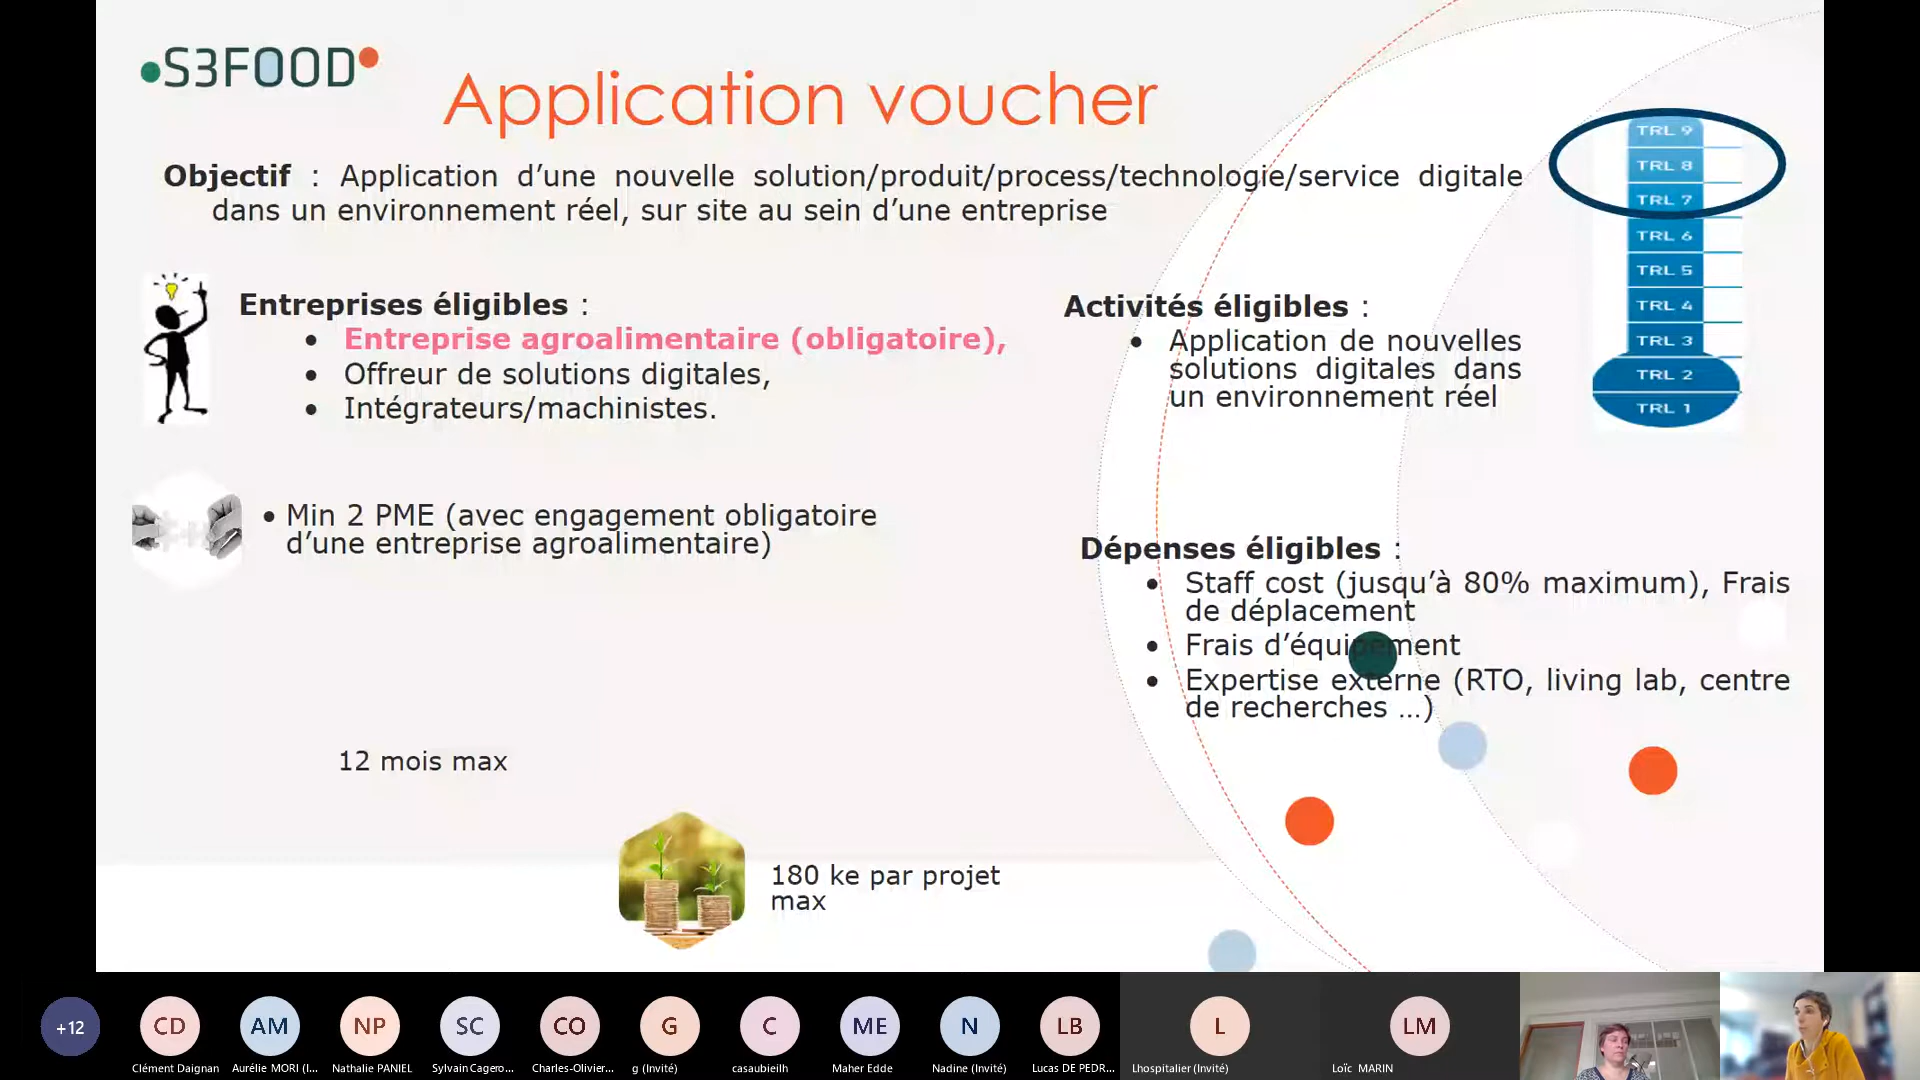 S3FOOD
Application voucher
Objectif : Application d’une nouvelle solution/produit/process/technologie/service digitale
dans un environnement réel, sur site au sein d’une entreprise
TRL 9
TRL 8
TRL 7
TRL 6
TRL 5
TRL 4
TRL 3
TRL 2
TRL 1
Entreprises éligibles :
• Entreprise agroalimentaire (obligatoire),
• Offreur de solutions digitales,
• Intégrateurs/machinistes.
• Min 2 PME (avec engagement obligatoire
d’une entreprise agroalimentaire)
12 mois max
180 ke par projet
max
Activités éligibles :
• Application de nouvelles
solutions digitales dans
un environnement réel
Dépenses éligibles :
• Staff cost (jusqu’à 80% maximum), Frais
de déplacement
• Frais d’équipement
• Expertise externe (RTO, living lab, centre
de recherches …)
+12
CD
AM
NP
SC
CO
G
C
ME
N
LB
L
LM
Clément Daignan
Aurélie MORI (I...
Nathalie PANIEL
Sylvain Cagero...
Charles-Olivier...
g (Invité)
casaubieilh
Maher Edde
Nadine (Invité)
Lucas DE PEDR...
Lhospitalier (Invité)
Loïc MARIN